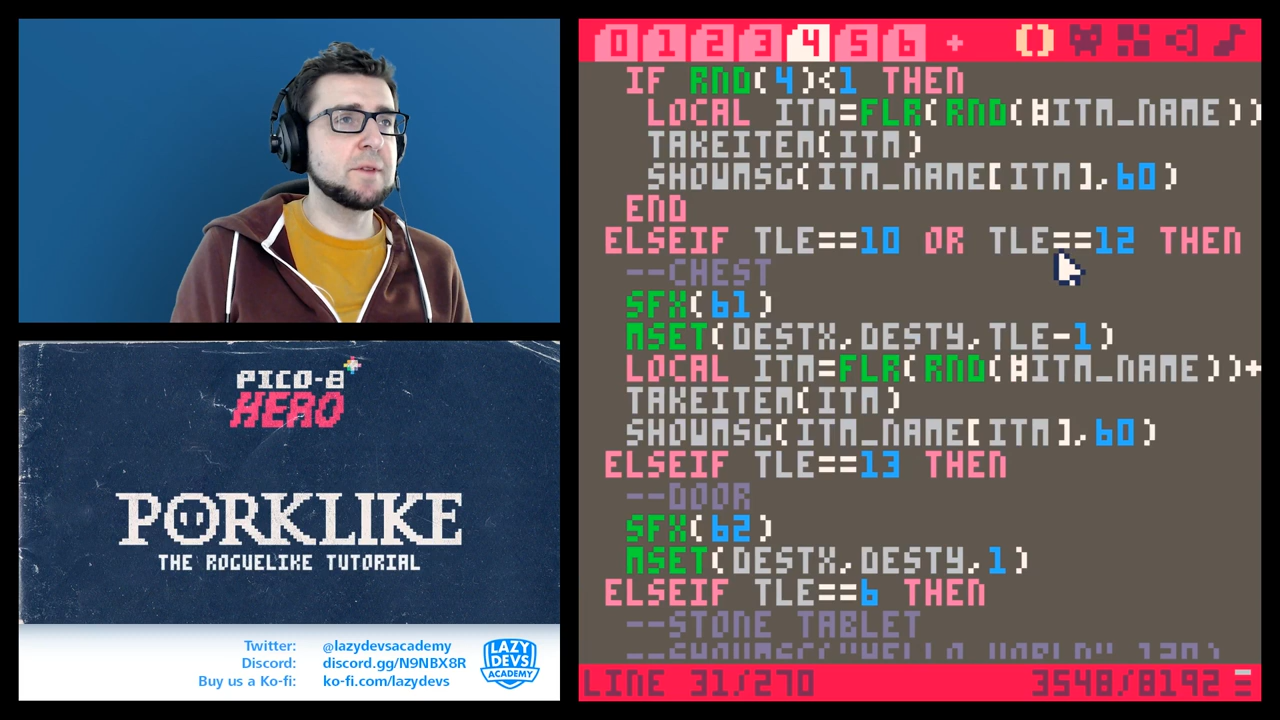 PICO-8
HERO
PORKLIKE
THE ROGUELIKE TUTORIAL
Twitter: @lazydevsacademy
Discord: discord.gg/N9NBX8R
Buy us a Ko-fi: ko-fi.com/lazydevs
LAZY
DEVS
ACADEMY
0 1 2 3 4 5 6 + ()
IF RND(4)<1 THEN
LOCAL ITM=FLR(RND(#ITM_NAME))
TAKEITEM(ITM)
SHOWMSG(ITM_NAME[ITM],60)
END
ELSEIF TLE==10 OR TLE==12 THEN
--CHEST
SFX(61)
MSET(DESTX,DESTY,TLE-1)
LOCAL ITM=FLR(RND(#ITM_NAME))+
TAKEITEM(ITM)
SHOWMSG(ITM_NAME[ITM],60)
ELSEIF TLE==13 THEN
--DOOR
SFX(62)
MSET(DESTX,DESTY,1)
ELSEIF TLE==6 THEN
--STONE TABLET
--SHOWMSG("HELLO WORLD",120)
LINE 31/270
3548/8192